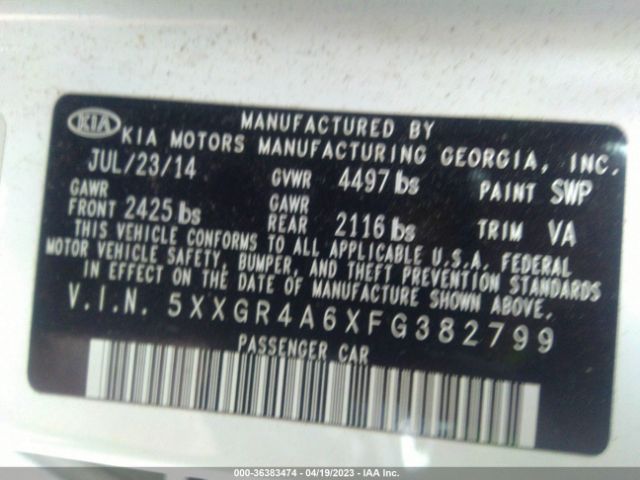 KIA
MANUFACTURED BY
KIA MOTORS MANUFACTURING GEORGIA, INC.
JUL/23/14 GVWR 4497 lbs PAINT SWP
GAWR FRONT 2425 lbs GAWR REAR 2116 lbs TRIM VA
THIS VEHICLE CONFORMS TO ALL APPLICABLE U.S.A. FEDERAL
MOTOR VEHICLE SAFETY, BUMPER, AND THEFT PREVENTION STANDARDS
IN EFFECT ON THE DATE OF MANUFACTURE SHOWN ABOVE.
V.I.N. 5XXGR4A6XFG382799
PASSENGER CAR
000-36383474 - 04/19/2023 - IAA Inc.